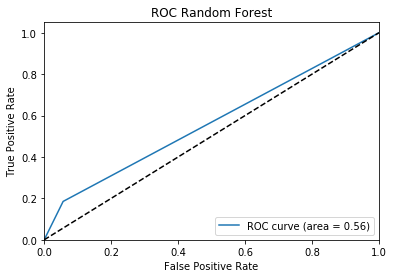 ROC Random Forest
True Positive Rate
1.0
0.8
0.6
0.4
0.2
0.0
ROC curve (area = 0.56)
0.0 0.2 0.4 0.6 0.8 1.0
False Positive Rate